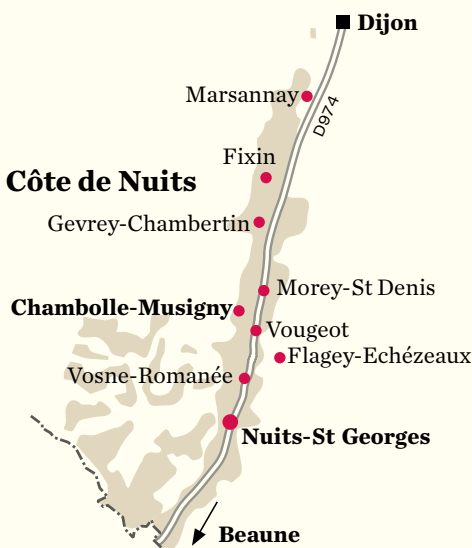 Dijon
Marsannay
D974
Fixin
Côte de Nuits
Gevrey-Chambertin
Morey-St Denis
Chambolle-Musigny
Vougeot
Flagey-Echézeaux
Vosne-Romanée
Nuits-St Georges
Beaune